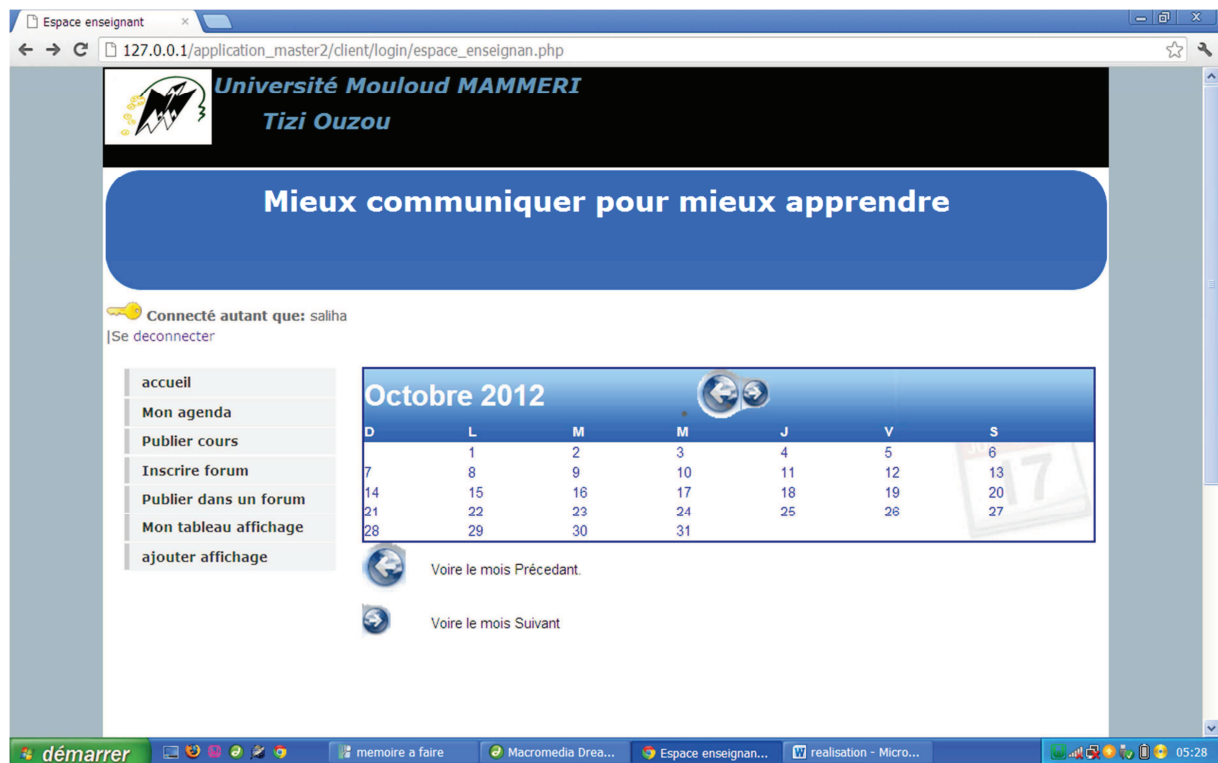 Espace enseignant
127.0.0.1/application_master2/client/login/espace_enseignan.php
Université Mouloud MAMMERI
Tizi Ouzou
Mieux communiquer pour mieux apprendre
Connecté autant que: saliha
|Se deconnecter
accueil
Mon agenda
Publier cours
Inscrire forum
Publier dans un forum
Mon tableau affichage
ajouter affichage
Octobre 2012
D L M M J V S
1 2 3 4 5 6
7 8 9 10 11 12 13
14 15 16 17 18 19 20
21 22 23 24 25 26 27
28 29 30 31
17
Voire le mois Précedant.
Voire le mois Suivant
démarrer
memoire a faire
Macromedia Drea...
Espace enseignan...
realisation - Micro...
05:28